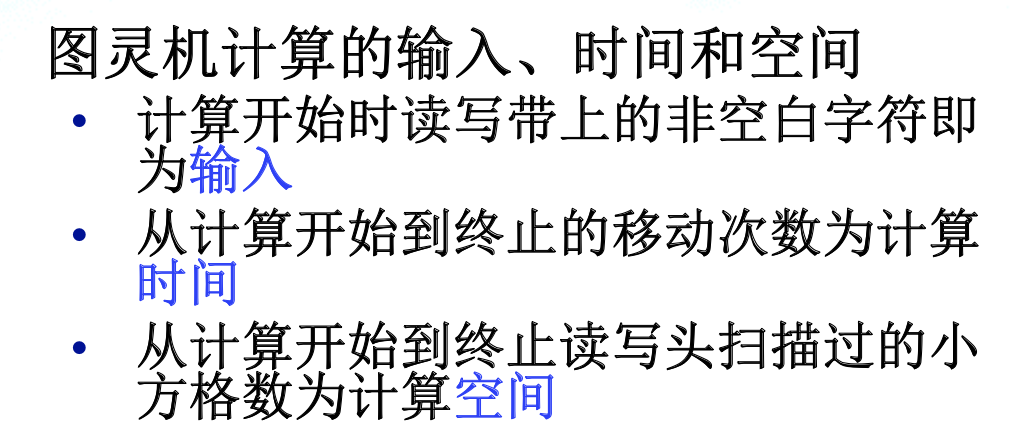 图灵机计算的输入、时间和空间
• 计算开始时读写带上的非空白字符即
为输入
• 从计算开始到终止的移动次数为计算
时间
• 从计算开始到终止读写头扫描过的小
方格数为计算空间